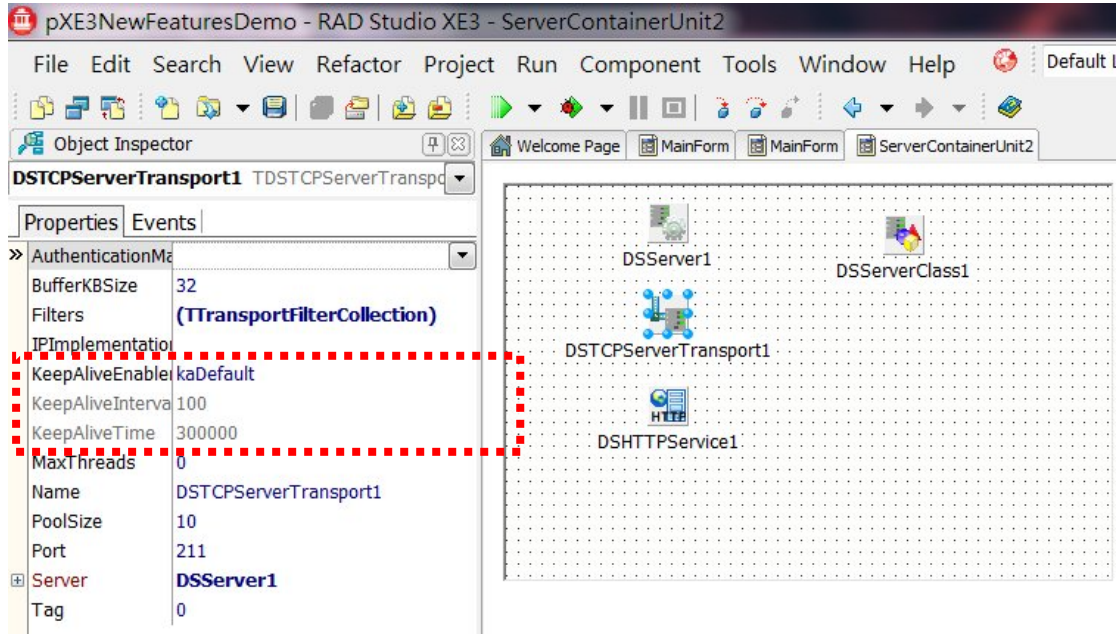 pXE3NewFeaturesDemo - RAD Studio XE3 - ServerContainerUnit2
File Edit Search View Refactor Project Run Component Tools Window Help Default L
Object Inspector
Welcome Page MainForm MainForm ServerContainerUnit2
DSTCPServerTransport1 TDSTCPServerTranspo
Properties Events
AuthenticationMa
BufferKBSize 32
Filters (TTransportFilterCollection)
IPImplementation
KeepAliveEnable kaDefault
KeepAliveInterva 100
KeepAliveTime 300000
MaxThreads 0
Name DSTCPServerTransport1
PoolSize 10
Port 211
Server DSServer1
Tag 0
DSServer1
DSServerClass1
DSTCPServerTransport1
HTTP
DSHTTPService1